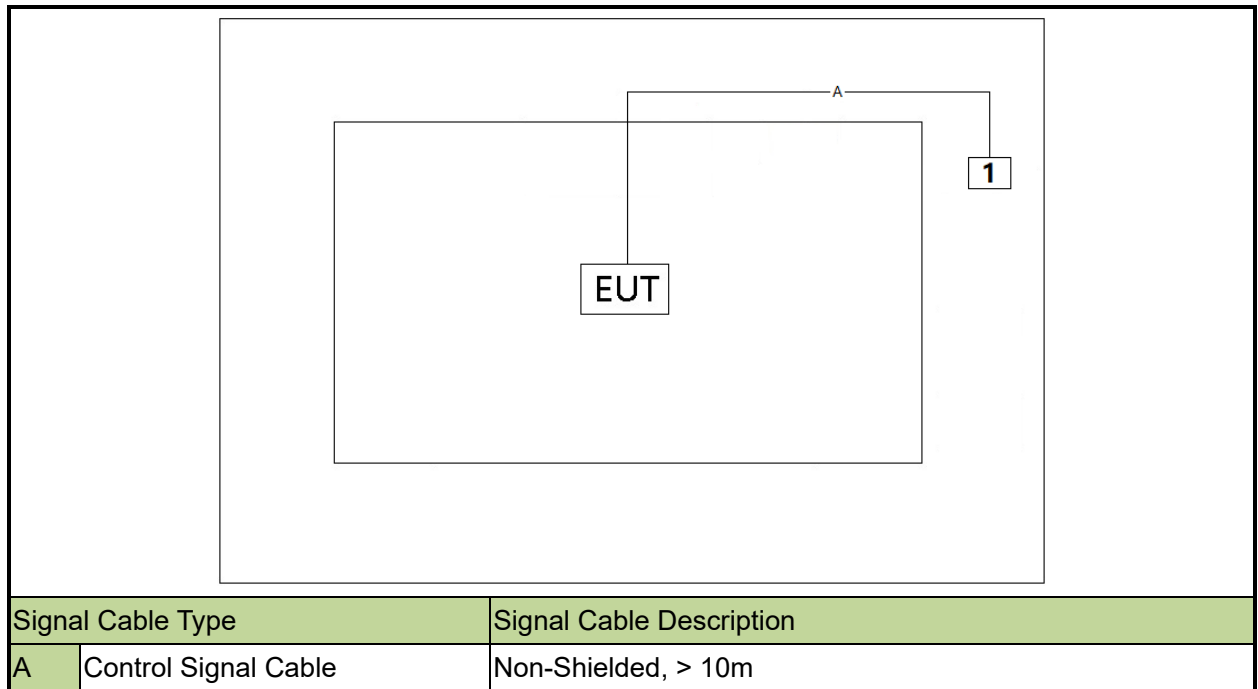 A
1
EUT
Signal Cable Type Signal Cable Description
A Control Signal Cable Non-Shielded, > 10m